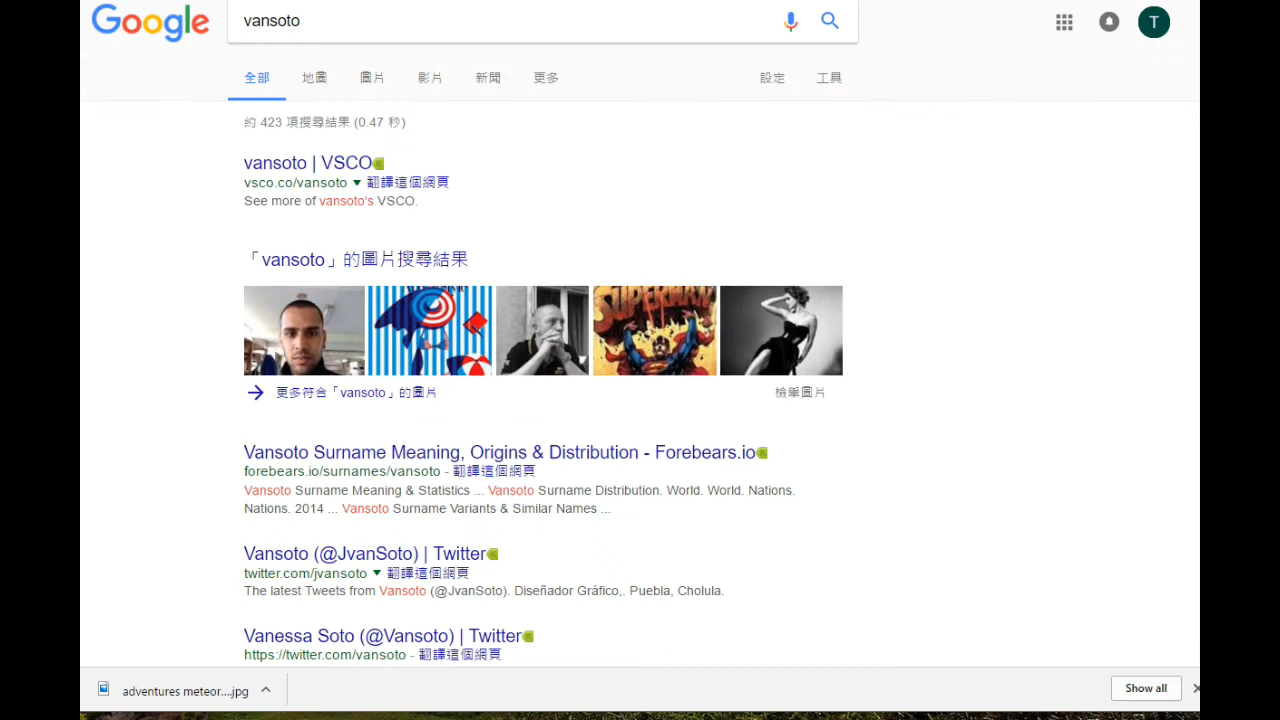 Google
vansoto
T
全部 地圖 圖片 影片 新聞 更多 設定 工具
約 423 項搜尋結果 (0.47 秒)
vansoto | VSCO
vsco.co/vansoto 翻譯這個網頁
See more of vansoto's VSCO.
「vansoto」的圖片搜尋結果
更多符合「vansoto」的圖片 檢舉圖片
Vansoto Surname Meaning, Origins & Distribution - Forebears.io
forebears.io/surnames/vansoto - 翻譯這個網頁
Vansoto Surname Meaning & Statistics ... Vansoto Surname Distribution. World. World. Nations.
Nations. 2014 ... Vansoto Surname Variants & Similar Names ...
Vansoto (@JvanSoto) | Twitter
twitter.com/jvansoto 翻譯這個網頁
The latest Tweets from Vansoto (@JvanSoto). Diseñador Gráfico,. Puebla, Cholula.
Vanessa Soto (@Vansoto) | Twitter
https://twitter.com/vansoto - 翻譯這個網頁
adventures meteor....jpg
Show all